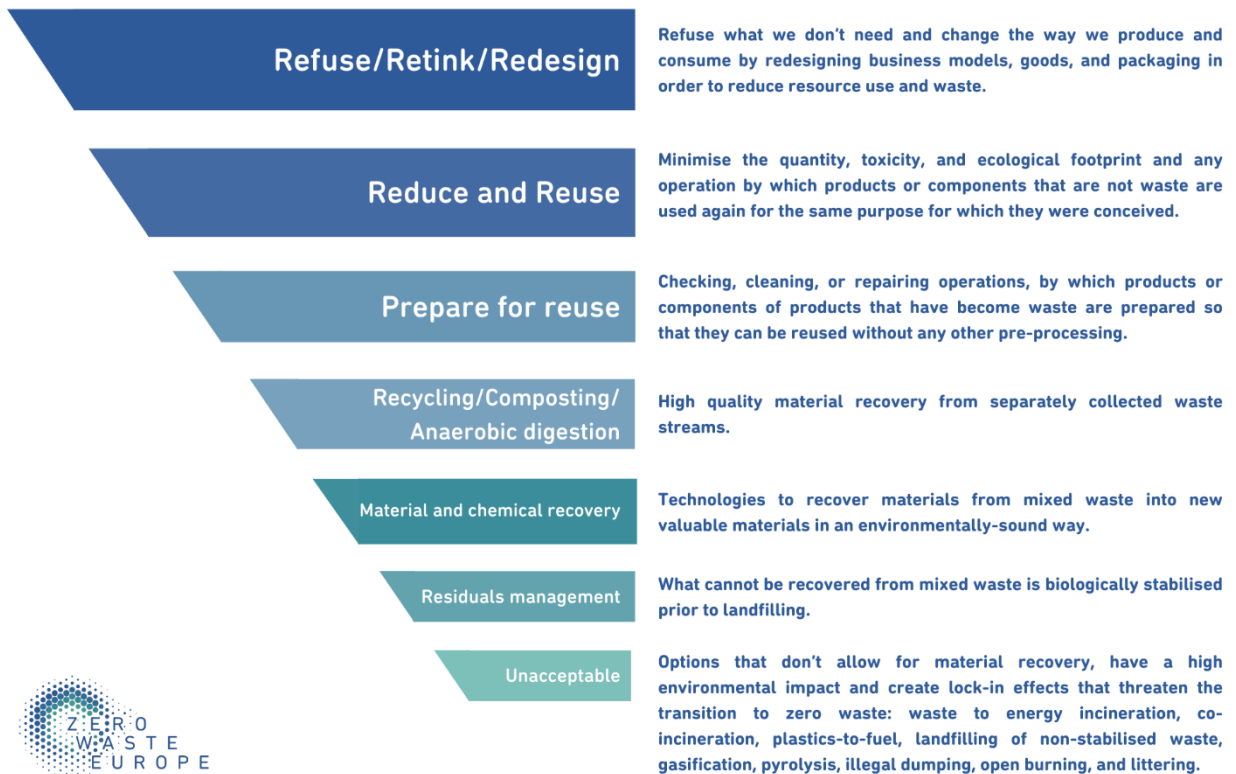 Refuse/Retink/Redesign
Refuse what we don't need and change the way we produce and
consume by redesigning business models, goods, and packaging in
order to reduce resource use and waste.
Reduce and Reuse
Minimise the quantity, toxicity, and ecological footprint and any
operation by which products or components that are not waste are
used again for the same purpose for which they were conceived.
Prepare for reuse
Checking, cleaning, or repairing operations, by which products or
components of products that have become waste are prepared so
that they can be reused without any other pre-processing.
Recycling/Composting/
Anaerobic digestion
High quality material recovery from separately collected waste
streams.
Material and chemical recovery
Technologies to recover materials from mixed waste into new
valuable materials in an environmentally-sound way.
Residuals management
What cannot be recovered from mixed waste is biologically stabilised
prior to landfilling.
Unacceptable
Options that don't allow for material recovery, have a high
environmental impact and create lock-in effects that threaten the
transition to zero waste: waste to energy incineration, co-
incineration, plastics-to-fuel, landfilling of non-stabilised waste,
gasification, pyrolysis, illegal dumping, open burning, and littering.
ZERO
WASTE
EUROPE